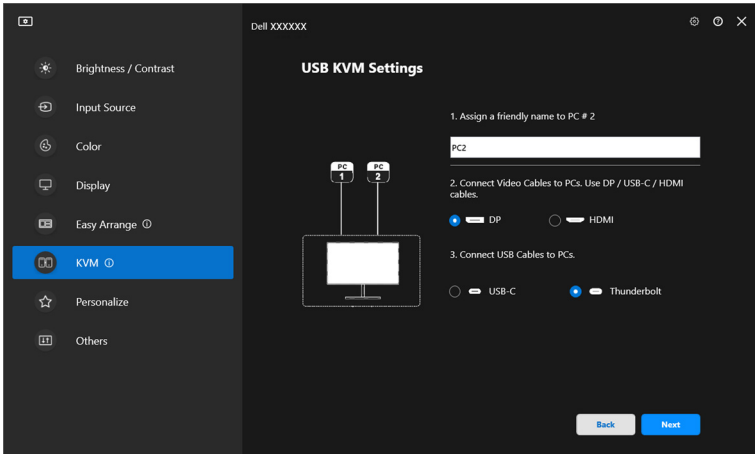 Dell XXXXXX
Brightness / Contrast
Input Source
Color
Display
Easy Arrange
KVM
Personalize
Others
USB KVM Settings
PC
1
PC
2
1. Assign a friendly name to PC # 2
PC2
2. Connect Video Cables to PCs. Use DP / USB-C / HDMI
cables.
DP
HDMI
3. Connect USB Cables to PCs.
USB-C
Thunderbolt
Back
Next